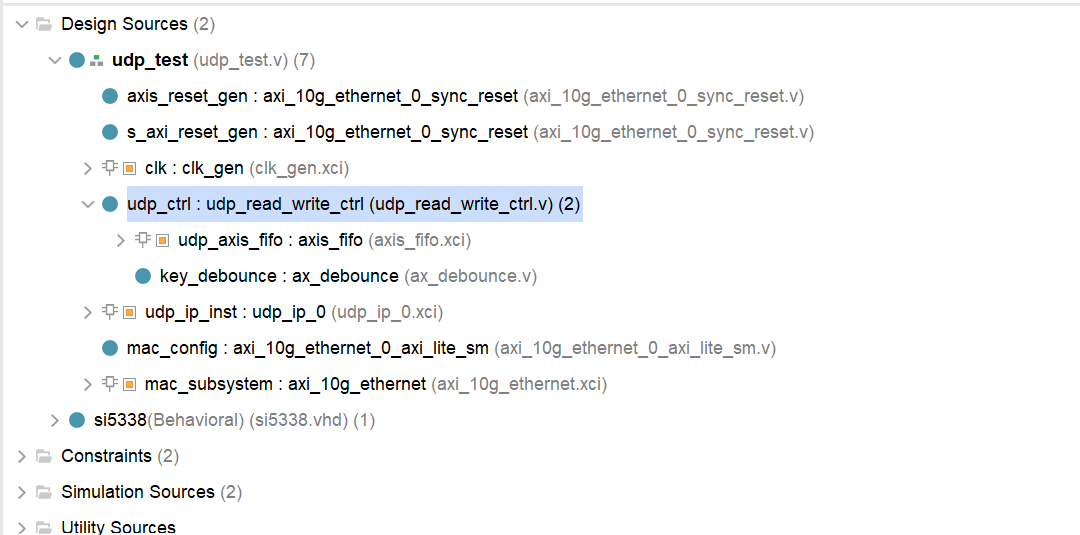 Design Sources (2)
udp_test (udp_test.v) (7)
axis_reset_gen : axi_10g_ethernet_0_sync_reset (axi_10g_ethernet_0_sync_reset.v)
s_axi_reset_gen : axi_10g_ethernet_0_sync_reset (axi_10g_ethernet_0_sync_reset.v)
clk : clk_gen (clk_gen.xci)
udp_ctrl : udp_read_write_ctrl (udp_read_write_ctrl.v) (2)
udp_axis_fifo : axis_fifo (axis_fifo.xci)
key_debounce : ax_debounce (ax_debounce.v)
udp_ip_inst : udp_ip_0 (udp_ip_0.xci)
mac_config : axi_10g_ethernet_0_axi_lite_sm (axi_10g_ethernet_0_axi_lite_sm.v)
mac_subsystem : axi_10g_ethernet (axi_10g_ethernet.xci)
si5338(Behavioral) (si5338.vhd) (1)
Constraints (2)
Simulation Sources (2)
Utility Sources